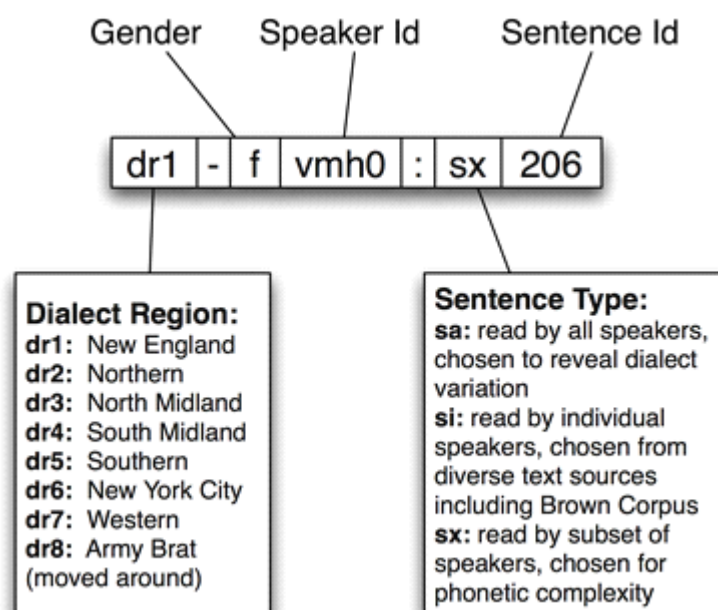 Gender Speaker Id Sentence Id
dr1 - f vmh0 : sx 206
Dialect Region:
dr1: New England
dr2: Northern
dr3: North Midland
dr4: South Midland
dr5: Southern
dr6: New York City
dr7: Western
dr8: Army Brat
(moved around)
Sentence Type:
sa: read by all speakers,
chosen to reveal dialect
variation
si: read by individual
speakers, chosen from
diverse text sources
including Brown Corpus
sx: read by subset of
speakers, chosen for
phonetic complexity